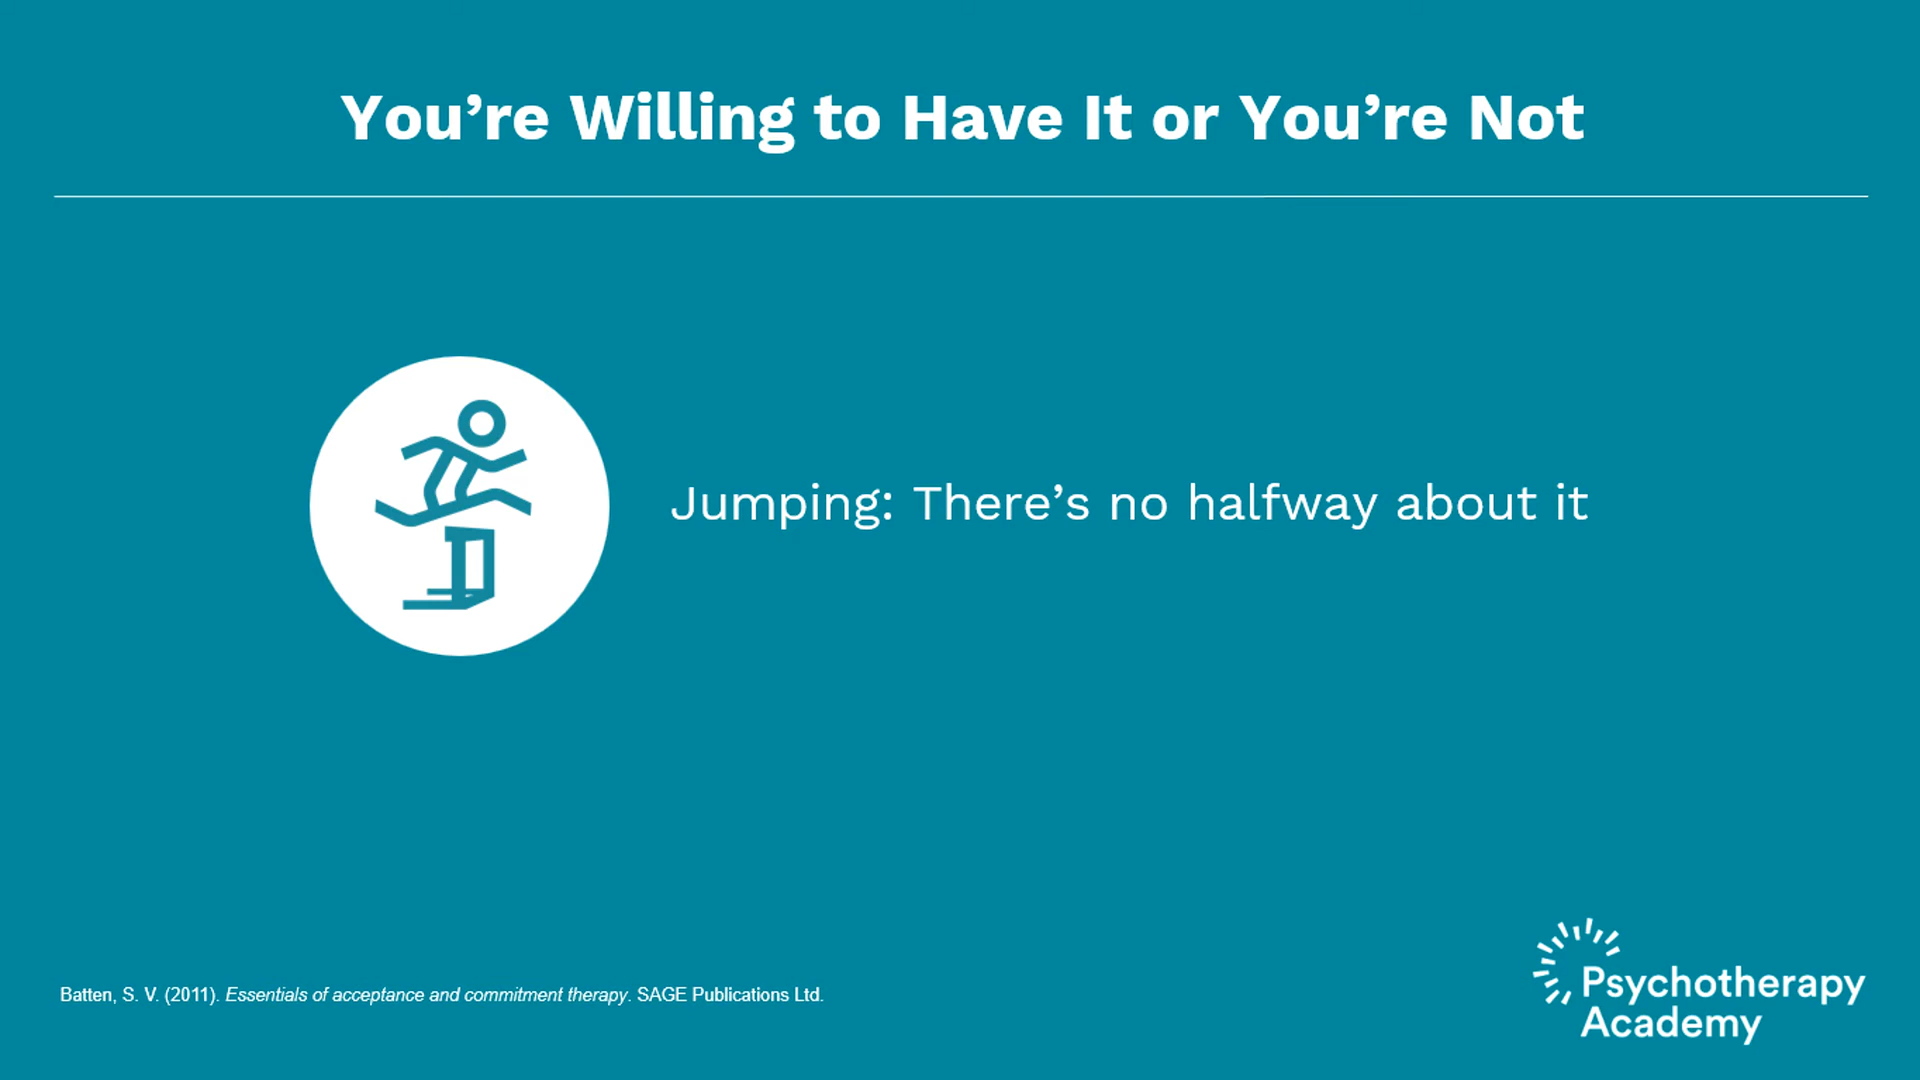 You’re Willing to Have It or You’re Not
Jumping: There’s no halfway about it
Batten, S. V. (2011). Essentials of acceptance and commitment therapy. SAGE Publications Ltd.
Psychotherapy
Academy